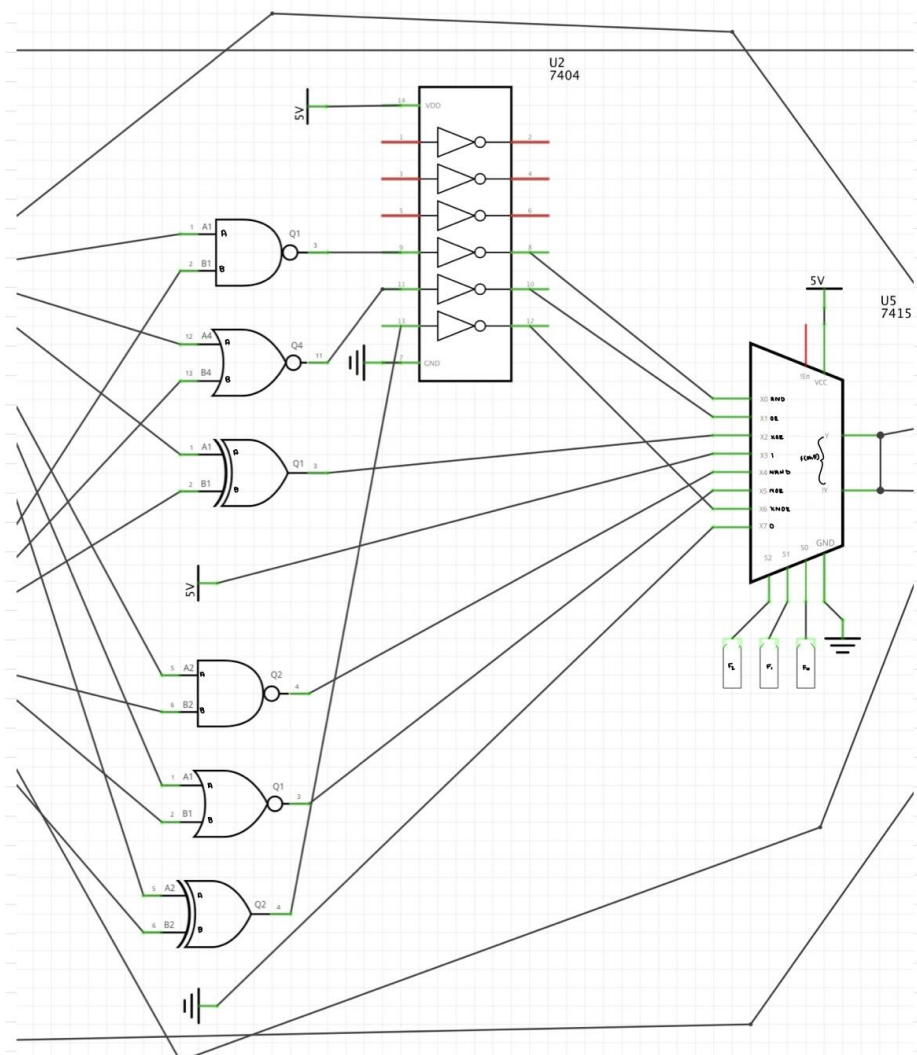 U2
7404
5V
14 VDD
1 2
3 4
5 6
9 8
11 10
13 12
7 GND
1 A1 A Q1 3
2 B1 B
12 A4 A Q4 11
13 B4 B
1 A1 A Q1 3
2 B1 B
5V
5 A2 A Q2 4
6 B2 B
1 A1 A Q1 3
2 B1 B
5 A2 A Q2 4
6 B2 B
5V
U5
7415
!En VCC
X0 AND
X1 OR
X2 XOR Y
X3 1 F(A,B)
X4 NAND
X5 NOR !Y
X6 XNOR
X7 0
S2 S1 S0 GND
F2 F1 F0